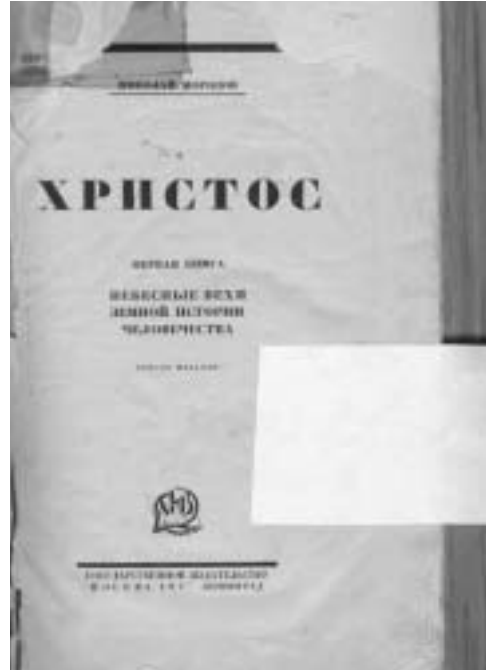 НИКОЛАЙ МОРОЗОВ
ХРИСТОС
ПЕРВАЯ КНИГА
НЕБЕСНЫЕ ВЕХИ
ЗЕМНОЙ ИСТОРИИ
ЧЕЛОВЕЧЕСТВА
ГОСУДАРСТВЕННОЕ ИЗДАТЕЛЬСТВО
МОСКВА ЛЕНИНГРАД